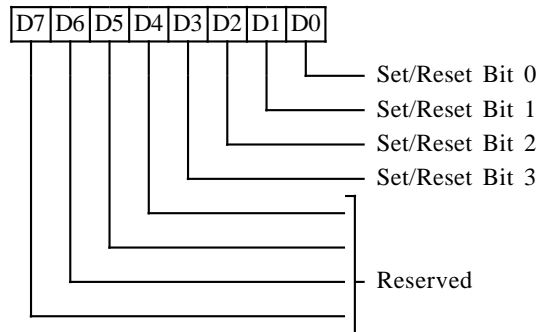 D7 D6 D5 D4 D3 D2 D1 D0
Set/Reset Bit 0
Set/Reset Bit 1
Set/Reset Bit 2
Set/Reset Bit 3
Reserved